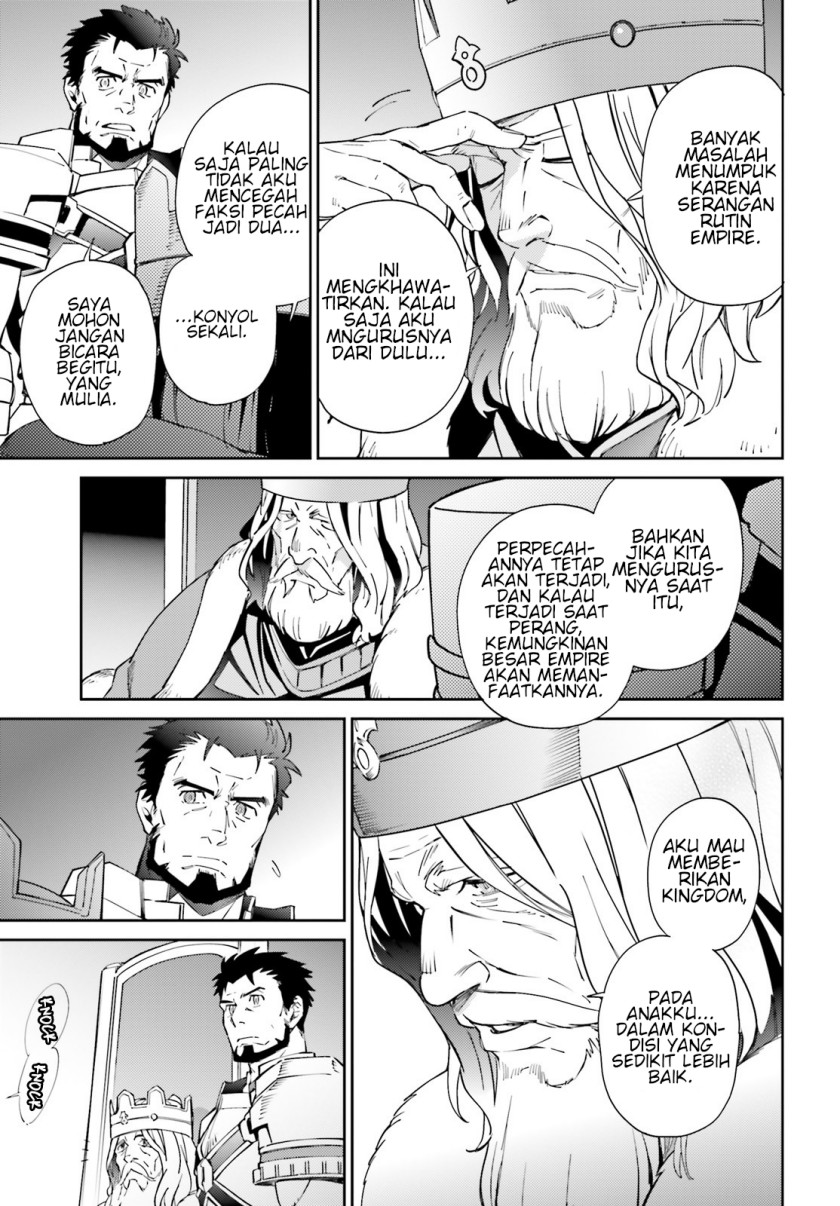 BANYAK
MASALAH
MENUMPUK
KARENA
SERANGAN
RUTIN
EMPIRE.
INI
MENGKHAWA-
TIRKAN. KALAU
SAJA AKU
MNGURUSNYA
DARI DULU...
KALAU
SAJA PALING
TIDAK AKU
MENCEGAH
FAKSI PECAH
JADI DUA...
...KONYOL
SEKALI.
SAYA
MOHON
JANGAN
BICARA
BEGITU,
YANG
MULIA.
BAHKAN
JIKA KITA
MENGURUS-
NYA SAAT
ITU,
PERPECAH-
ANNYA TETAP
AKAN TERJADI,
DAN KALAU
TERJADI SAAT
PERANG,
KEMUNGKINAN
BESAR EMPIRE
AKAN MEMAN-
FAATKANNYA.
AKU MAU
MEMBE-
RIKAN
KINGDOM,
PADA
ANAKKU...
DALAM KON-
DISI YANG
SEDIKIT LEBIH
BAIK.
KNOCK
KNOCK